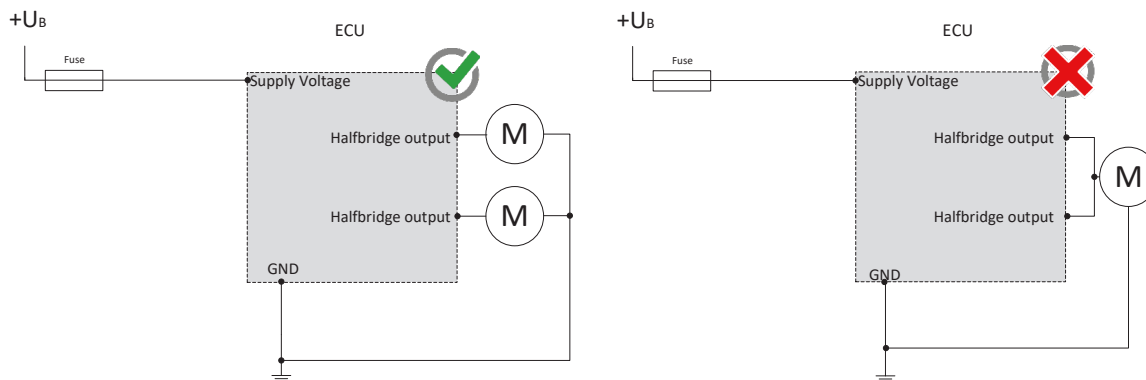 +UB
ECU
Fuse
Supply Voltage
Halfbridge output
M
Halfbridge output
M
GND
+UB
ECU
Fuse
Supply Voltage
Halfbridge output
M
Halfbridge output
GND